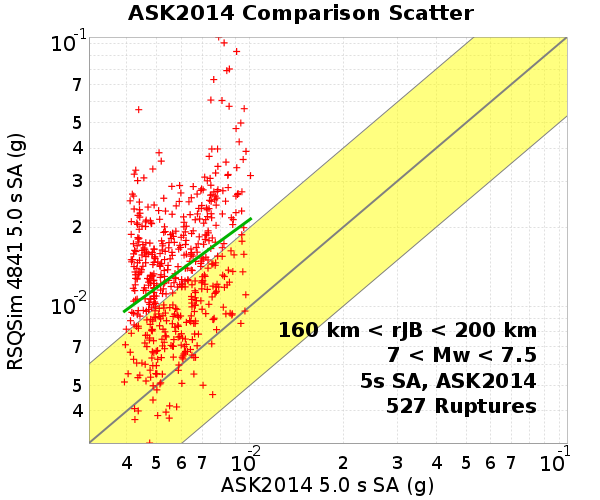 ASK2014 Comparison Scatter
RSQSim 4841 5.0 s SA (g)
10-1
7
5
4
3
2
10-2
7
5
4
160 km < rJB < 200 km
7 < Mw < 7.5
5s SA, ASK2014
527 Ruptures
4 5 6 7 10-2 2 3 4 5 6 7 10-1
ASK2014 5.0 s SA (g)